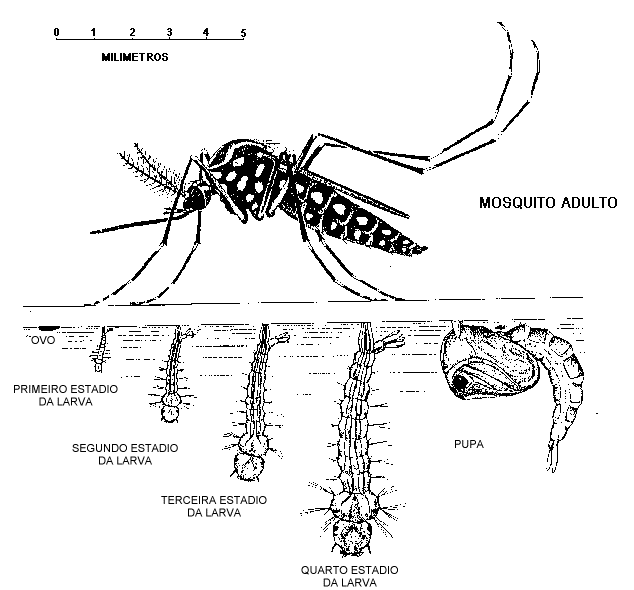 0 1 2 3 4 5
MILIMETROS
MOSQUITO ADULTO
OVO
PRIMEIRO ESTADIO
DA LARVA
SEGUNDO ESTADIO
DA LARVA
TERCEIRA ESTADIO
DA LARVA
QUARTO ESTADIO
DA LARVA
PUPA